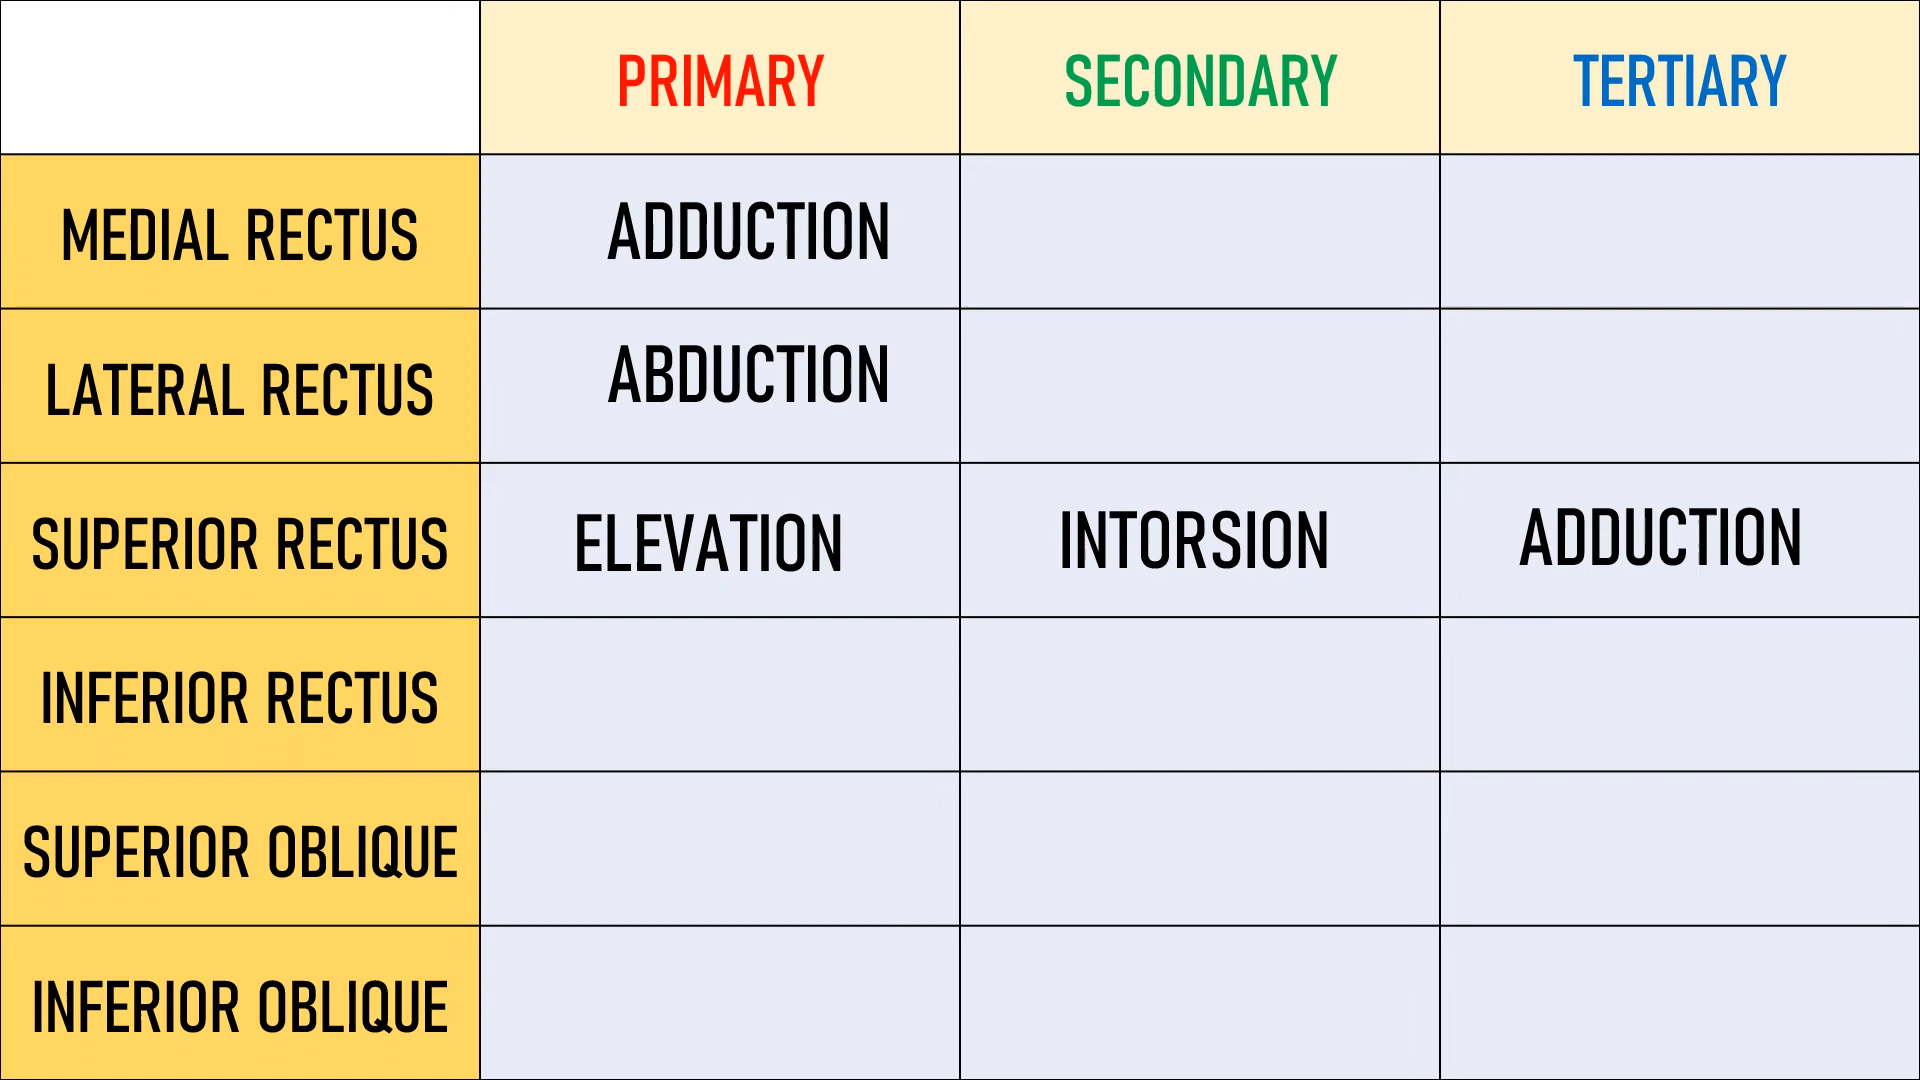 PRIMARY SECONDARY TERTIARY
MEDIAL RECTUS ADDUCTION
LATERAL RECTUS ABDUCTION
SUPERIOR RECTUS ELEVATION INTORSION ADDUCTION
INFERIOR RECTUS
SUPERIOR OBLIQUE
INFERIOR OBLIQUE